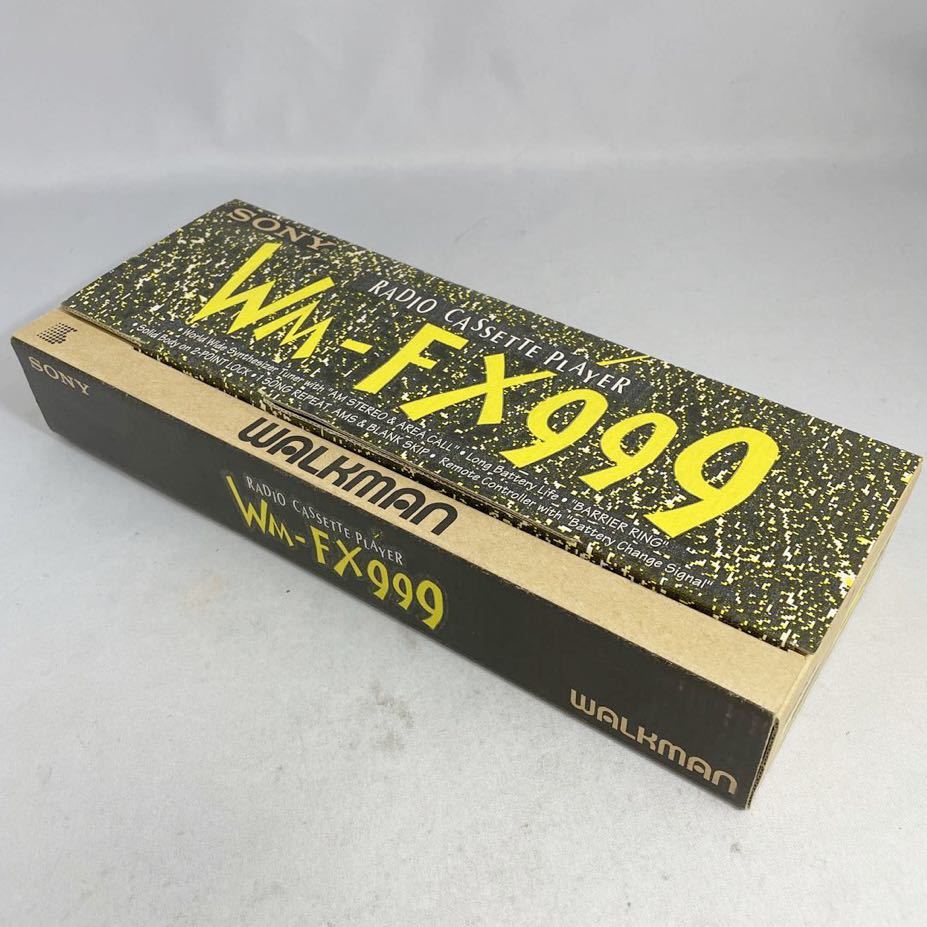 SONY
RADIO CASSETTE PLAYER
WM-FX999
• World Wide Synthesizer Tuner with "AM STEREO & AREA CALL" • Long Battery Life • "BARRIER RING"
• Solid Body on 2-POINT LOCK • 1 SONG REPEAT, AMS & BLANK SKIP • Remote Controller with "Battery Change Signal"
WALKMAN
SONY
RADIO CASSETTE PLAYER
WM-FX999
WALKMAN